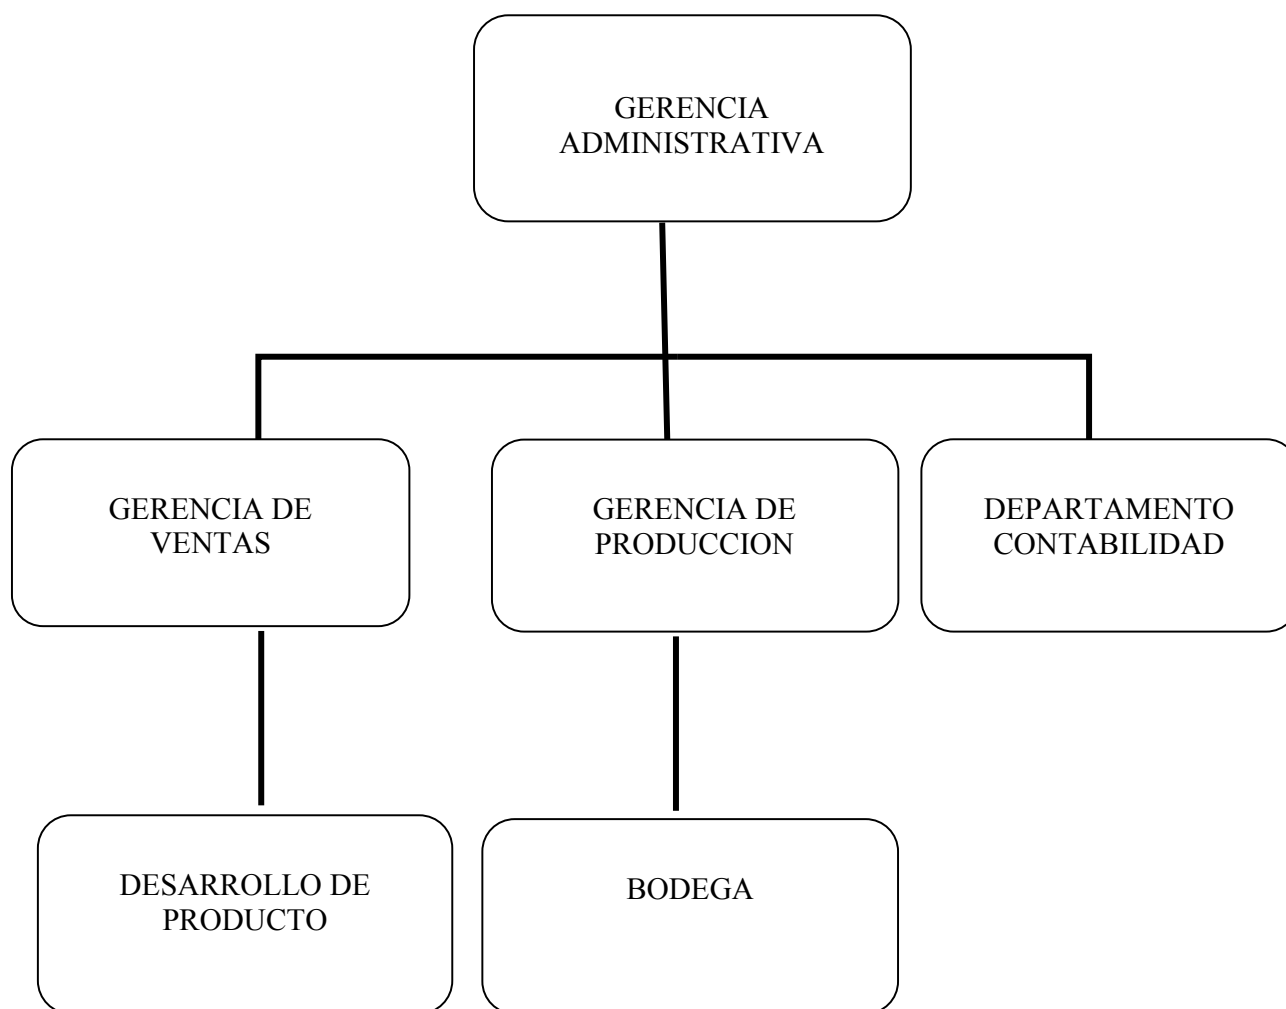 GERENCIA
ADMINISTRATIVA
GERENCIA DE
VENTAS
GERENCIA DE
PRODUCCION
DEPARTAMENTO
CONTABILIDAD
DESARROLLO DE
PRODUCTO
BODEGA